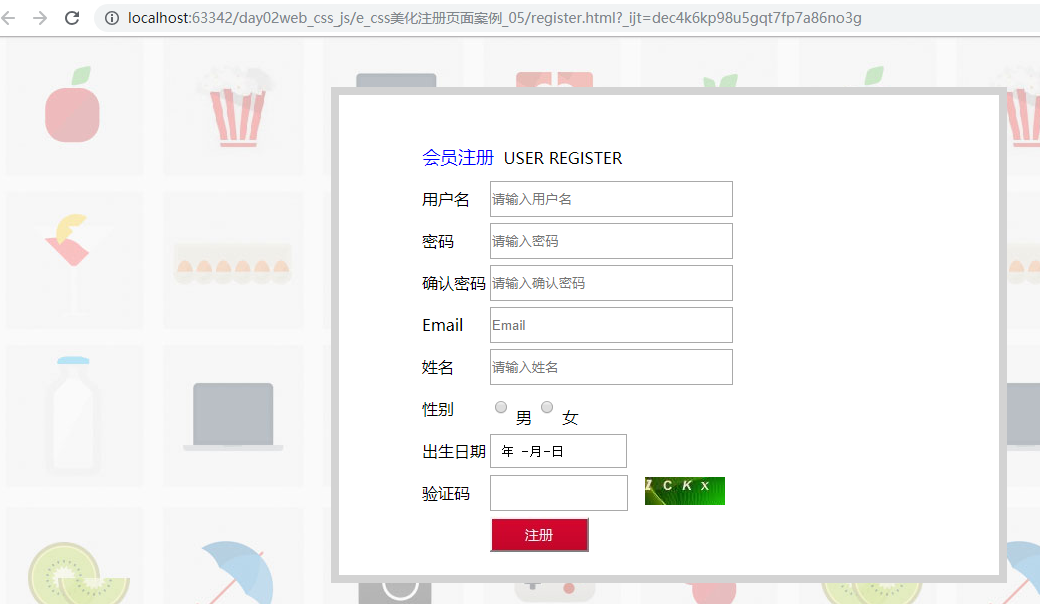 localhost:63342/day02web_css_js/e_css美化注册页面案例_05/register.html?_ijt=dec4k6kp98u5gqt7fp7a86no3g
会员注册 USER REGISTER
用户名 请输入用户名
密码 请输入密码
确认密码 请输入确认密码
Email Email
姓名 请输入姓名
性别 男 女
出生日期 年 -月-日
验证码 Z C K X
注册